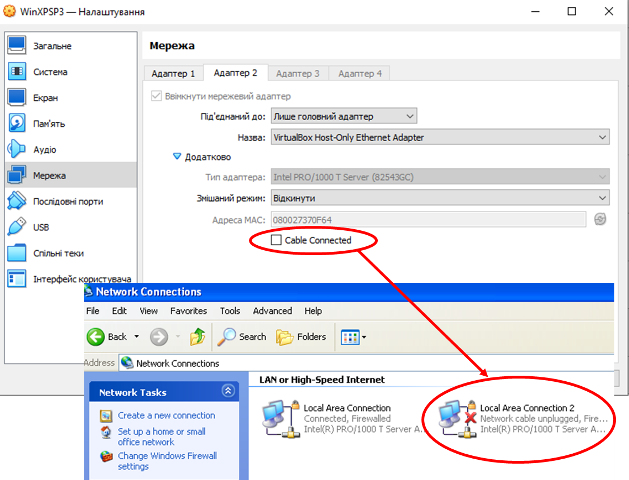 WinXPSP3 — Налаштування
Загальне
Система
Екран
Пам'ять
Аудіо
Мережа
Послідовні порти
USB
Спільні теки
Інтерфейс користувача
Мережа
Адаптер 1 Адаптер 2 Адаптер 3 Адаптер 4
Ввімкнути мережевий адаптер
Під'єднаний до: Лише головний адаптер
Назва: VirtualBox Host-Only Ethernet Adapter
Додатково
Тип адаптера: Intel PRO/1000 T Server (82543GC)
Змішаний режим: Відкинути
Адреса MAC: 080027370F64
Cable Connected
Network Connections
File Edit View Favorites Tools Advanced Help
Back Search Folders
Address Network Connections
Network Tasks
Create a new connection
Set up a home or small
office network
Change Windows Firewall
settings
LAN or High-Speed Internet
Local Area Connection
Connected, Firewalled
Intel(R) PRO/1000 T Server A...
Local Area Connection 2
Network cable unplugged, Fire...
Intel(R) PRO/1000 T Server A...